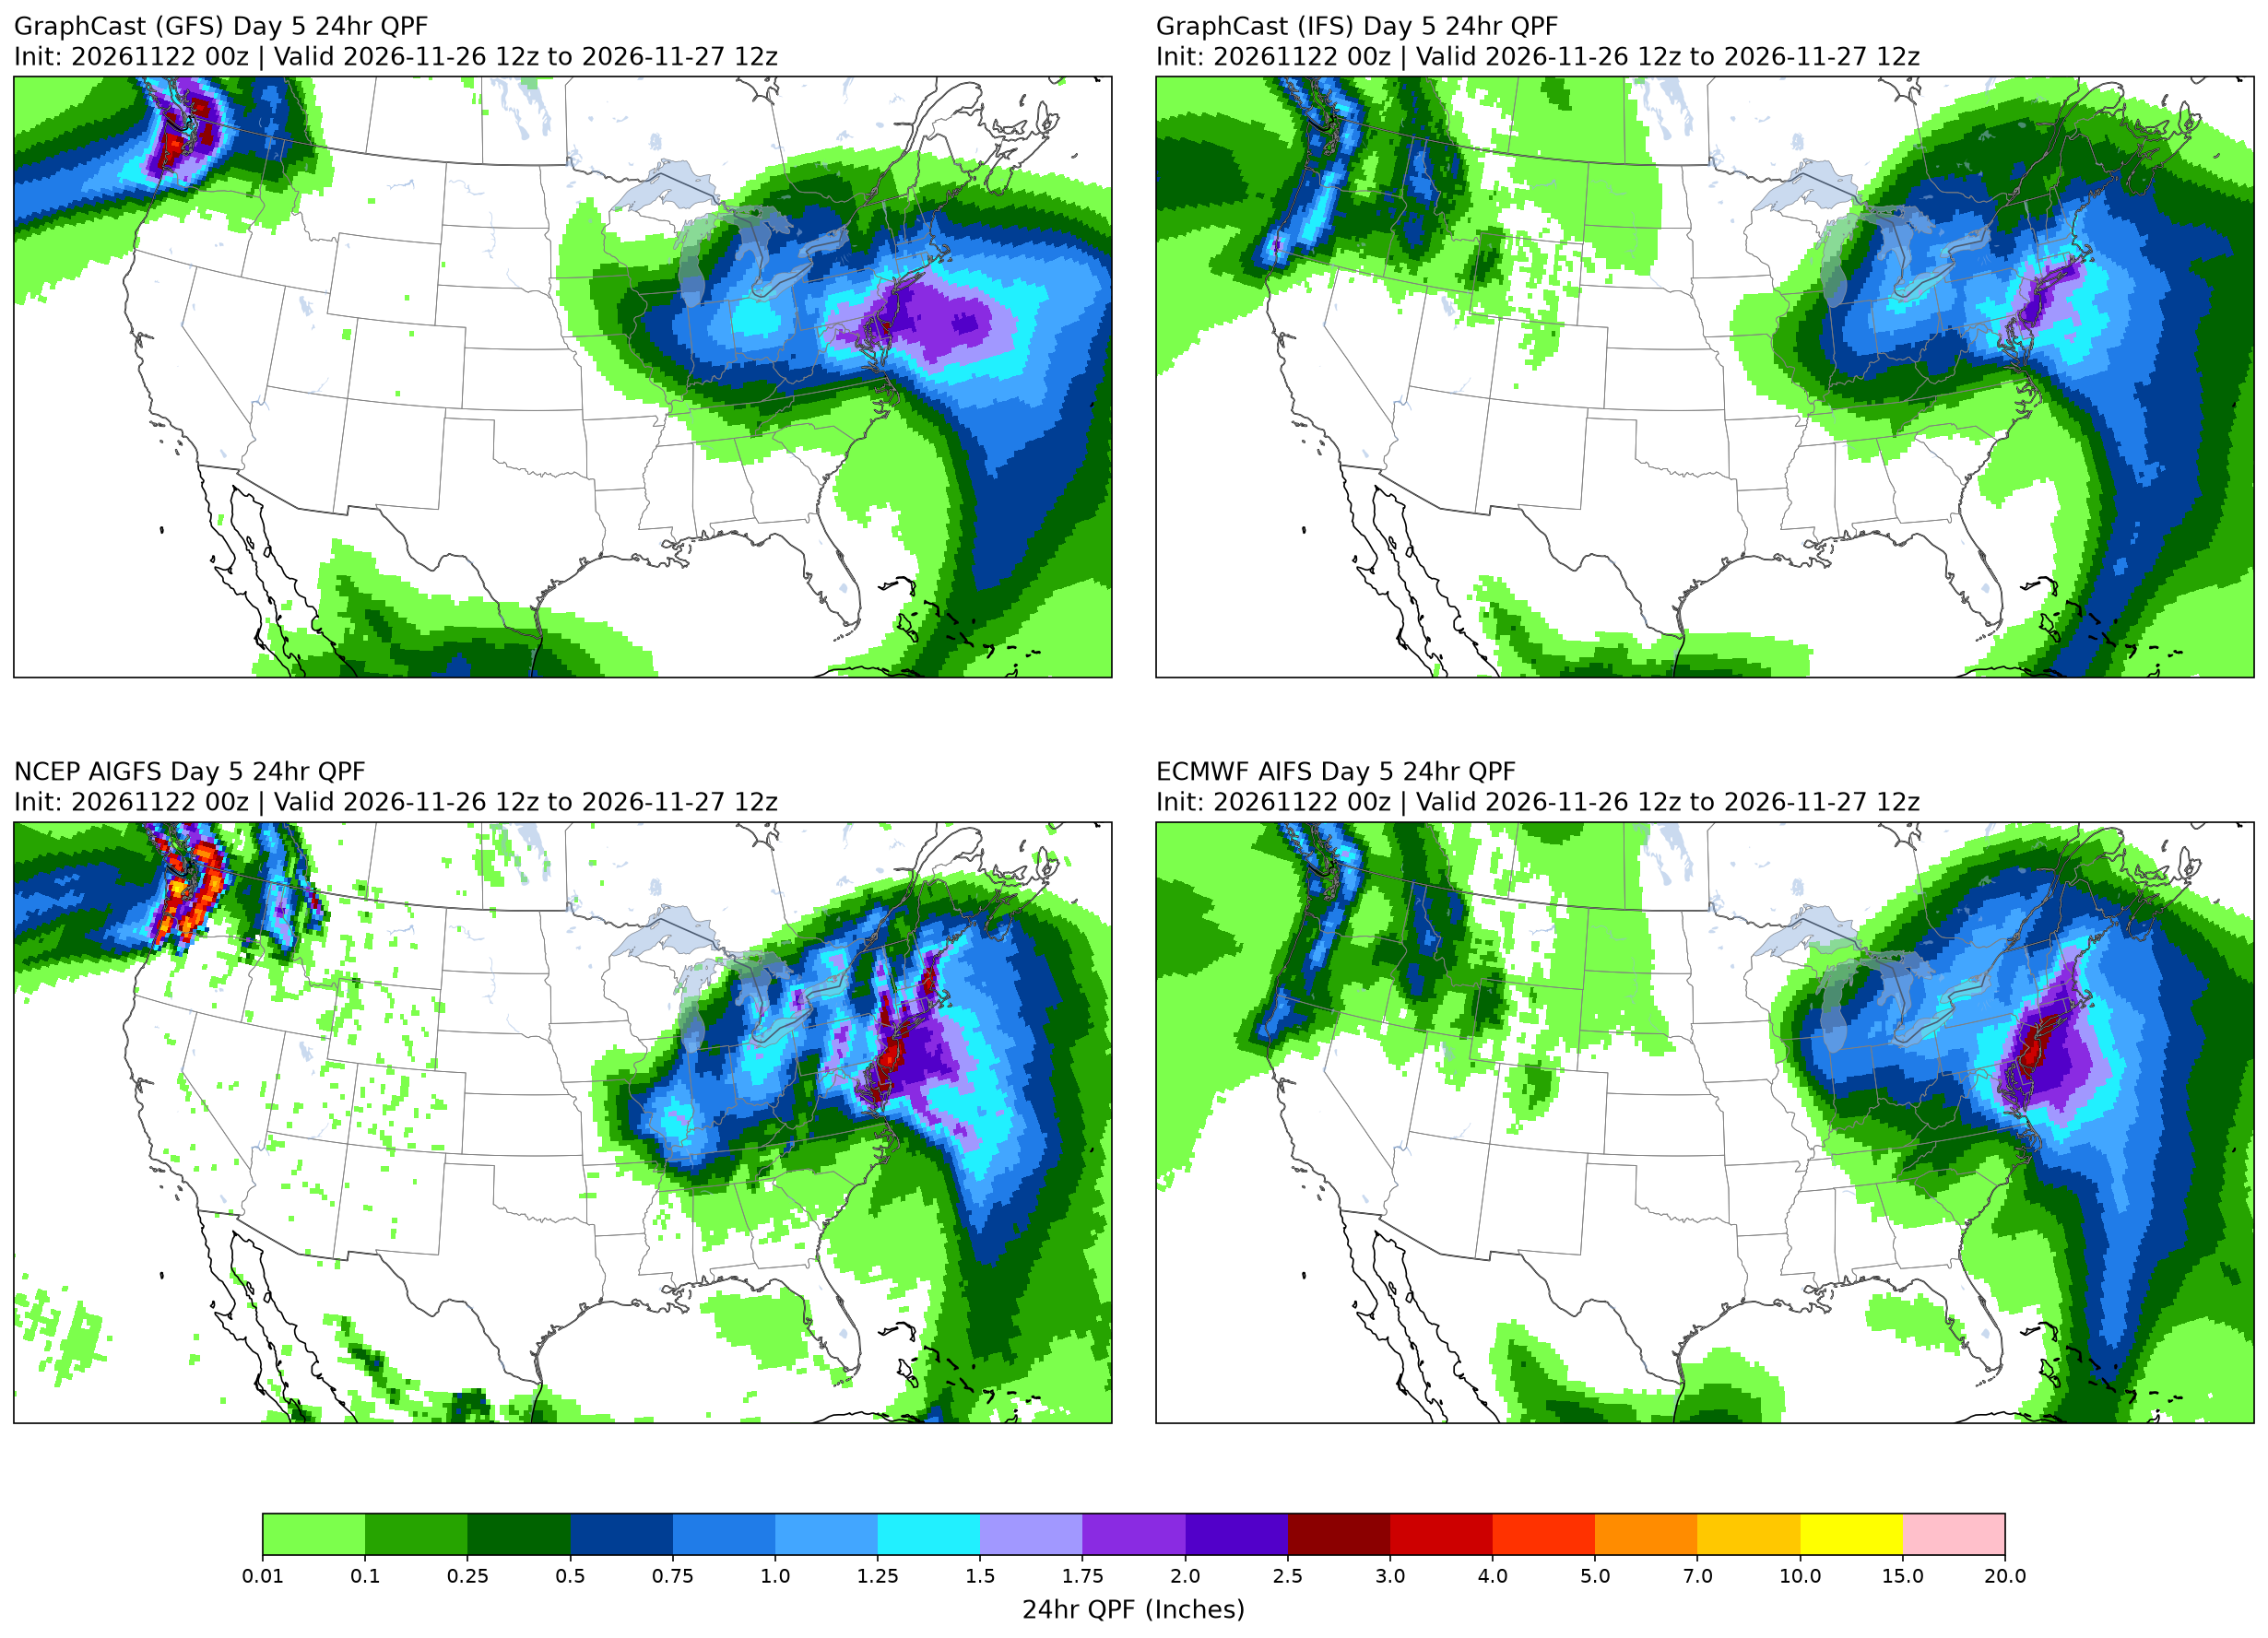 GraphCast (GFS) Day 5 24hr QPF
Init: 20261122 00z | Valid 2026-11-26 12z to 2026-11-27 12z
GraphCast (IFS) Day 5 24hr QPF
Init: 20261122 00z | Valid 2026-11-26 12z to 2026-11-27 12z
NCEP AIGFS Day 5 24hr QPF
Init: 20261122 00z | Valid 2026-11-26 12z to 2026-11-27 12z
ECMWF AIFS Day 5 24hr QPF
Init: 20261122 00z | Valid 2026-11-26 12z to 2026-11-27 12z
0.01 0.1 0.25 0.5 0.75 1.0 1.25 1.5 1.75 2.0 2.5 3.0 4.0 5.0 7.0 10.0 15.0 20.0
24hr QPF (Inches)